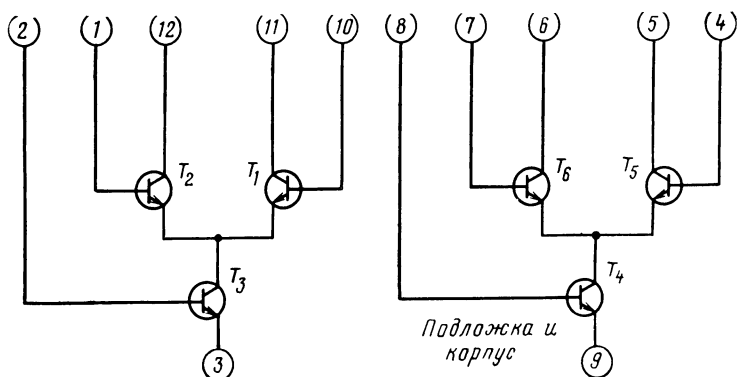 (2) (1) (12) (11) (10) (8) (7) (6) (5) (4)
T2 T1 T6 T5
T3 T4
Подложка и
корпус
(3) (9)